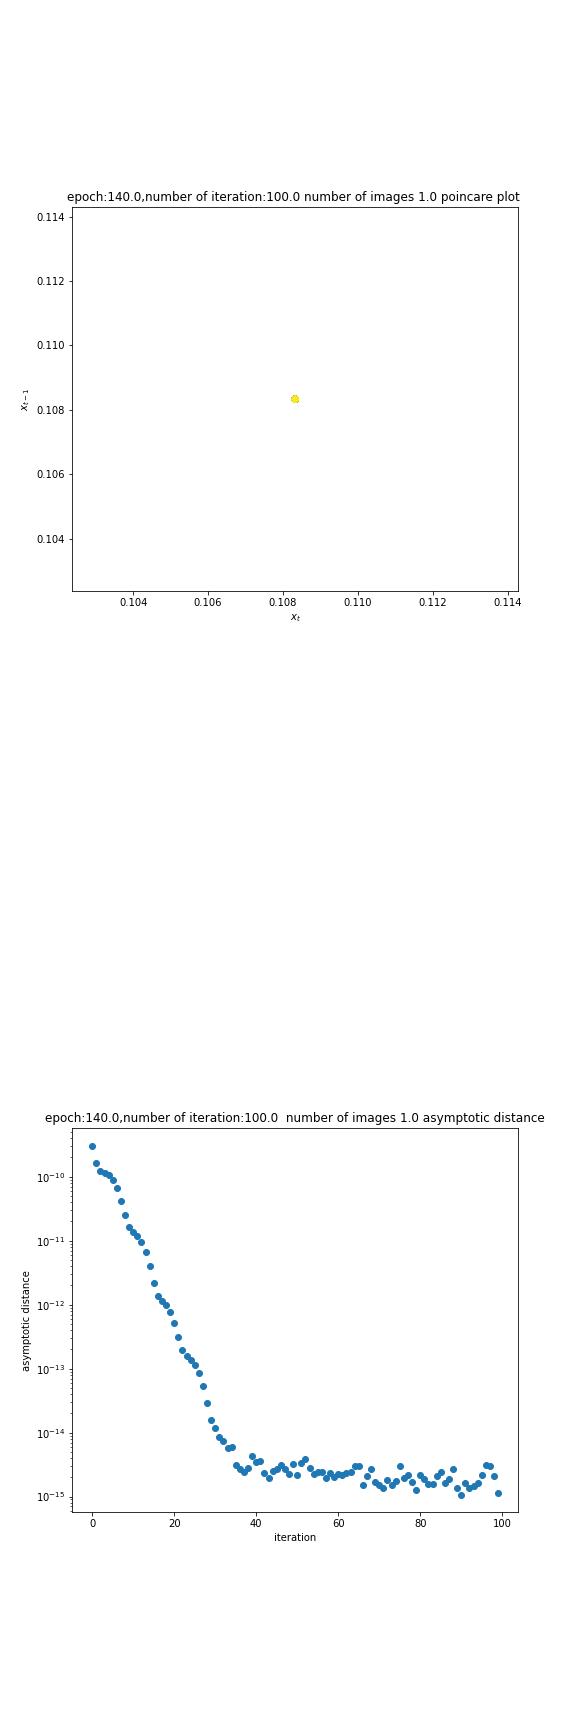 epoch:140.0,number of iteration:100.0 number of images 1.0 poincare plot
0.114
0.112
0.110
0.108
0.106
0.104
x_{t-1}
0.104 0.106 0.108 0.110 0.112 0.114
x_t
epoch:140.0,number of iteration:100.0  number of images 1.0 asymptotic distance
10^{-10}
10^{-11}
10^{-12}
10^{-13}
10^{-14}
10^{-15}
asymptotic distance
0 20 40 60 80 100
iteration